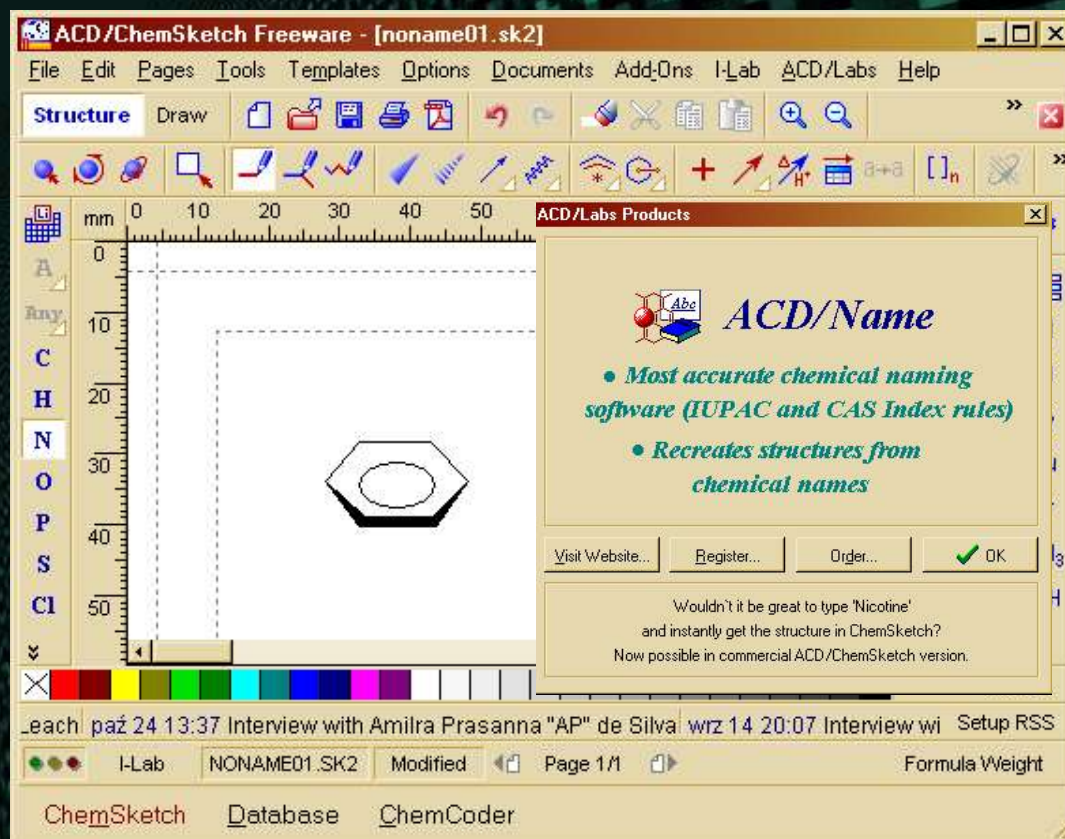 ACD/ChemSketch Freeware - [noname01.sk2]
File Edit Pages Tools Templates Options Documents Add-Ons I-Lab ACD/Labs Help
Structure Draw
[]n
mm 0 10 20 30 40 50
Li
A
Any
C
H
N
O
P
S
Cl
0
10
20
30
40
50
ACD/Labs Products
Abc ACD/Name
• Most accurate chemical naming
software (IUPAC and CAS Index rules)
• Recreates structures from
chemical names
Visit Website... Register... Order... OK
Wouldn't it be great to type 'Nicotine'
and instantly get the structure in ChemSketch?
Now possible in commercial ACD/ChemSketch version.
each paź 24 13:37 Interview with Amilra Prasanna "AP" de Silva wrz 14 20:07 Interview wi Setup RSS
I-Lab NONAME01.SK2 Modified Page 1/1 Formula Weight
ChemSketch Database ChemCoder